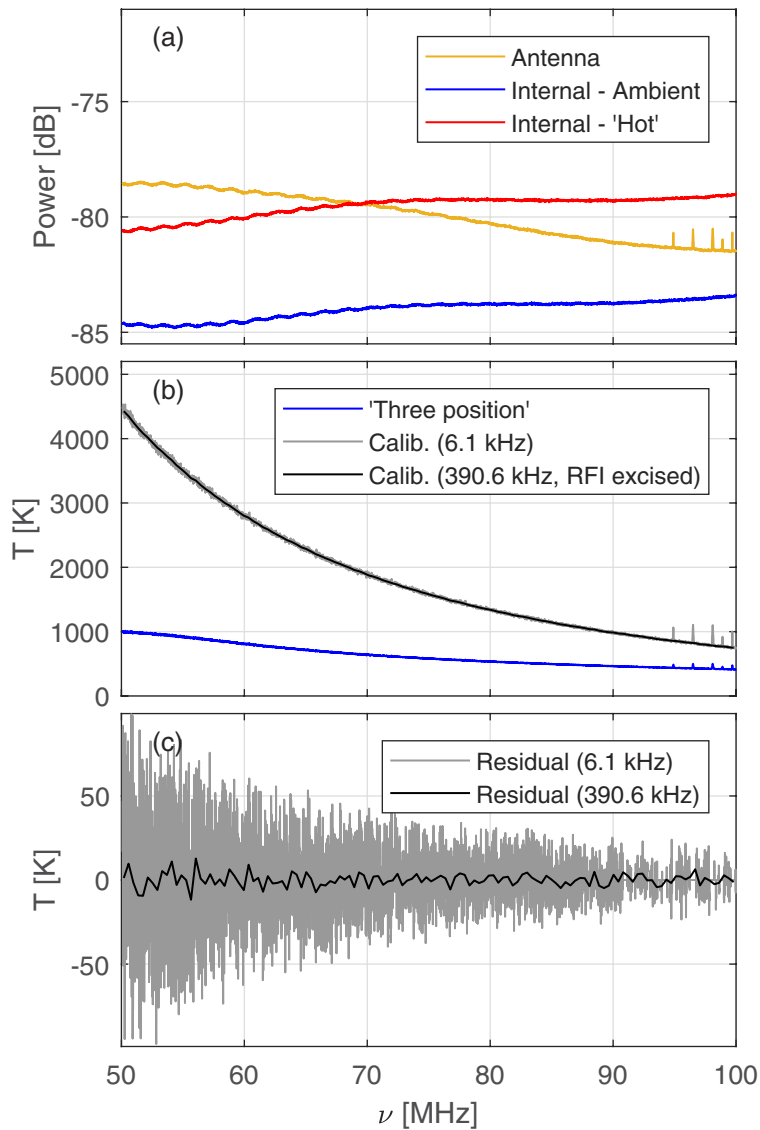 (a)
Antenna
Internal - Ambient
Internal - 'Hot'
-75
-80
-85
Power [dB]
(b)
'Three position'
Calib. (6.1 kHz)
Calib. (390.6 kHz, RFI excised)
5000
4000
3000
2000
1000
0
T [K]
(c)
Residual (6.1 kHz)
Residual (390.6 kHz)
50
0
-50
T [K]
50 60 70 80 90 100
ν [MHz]